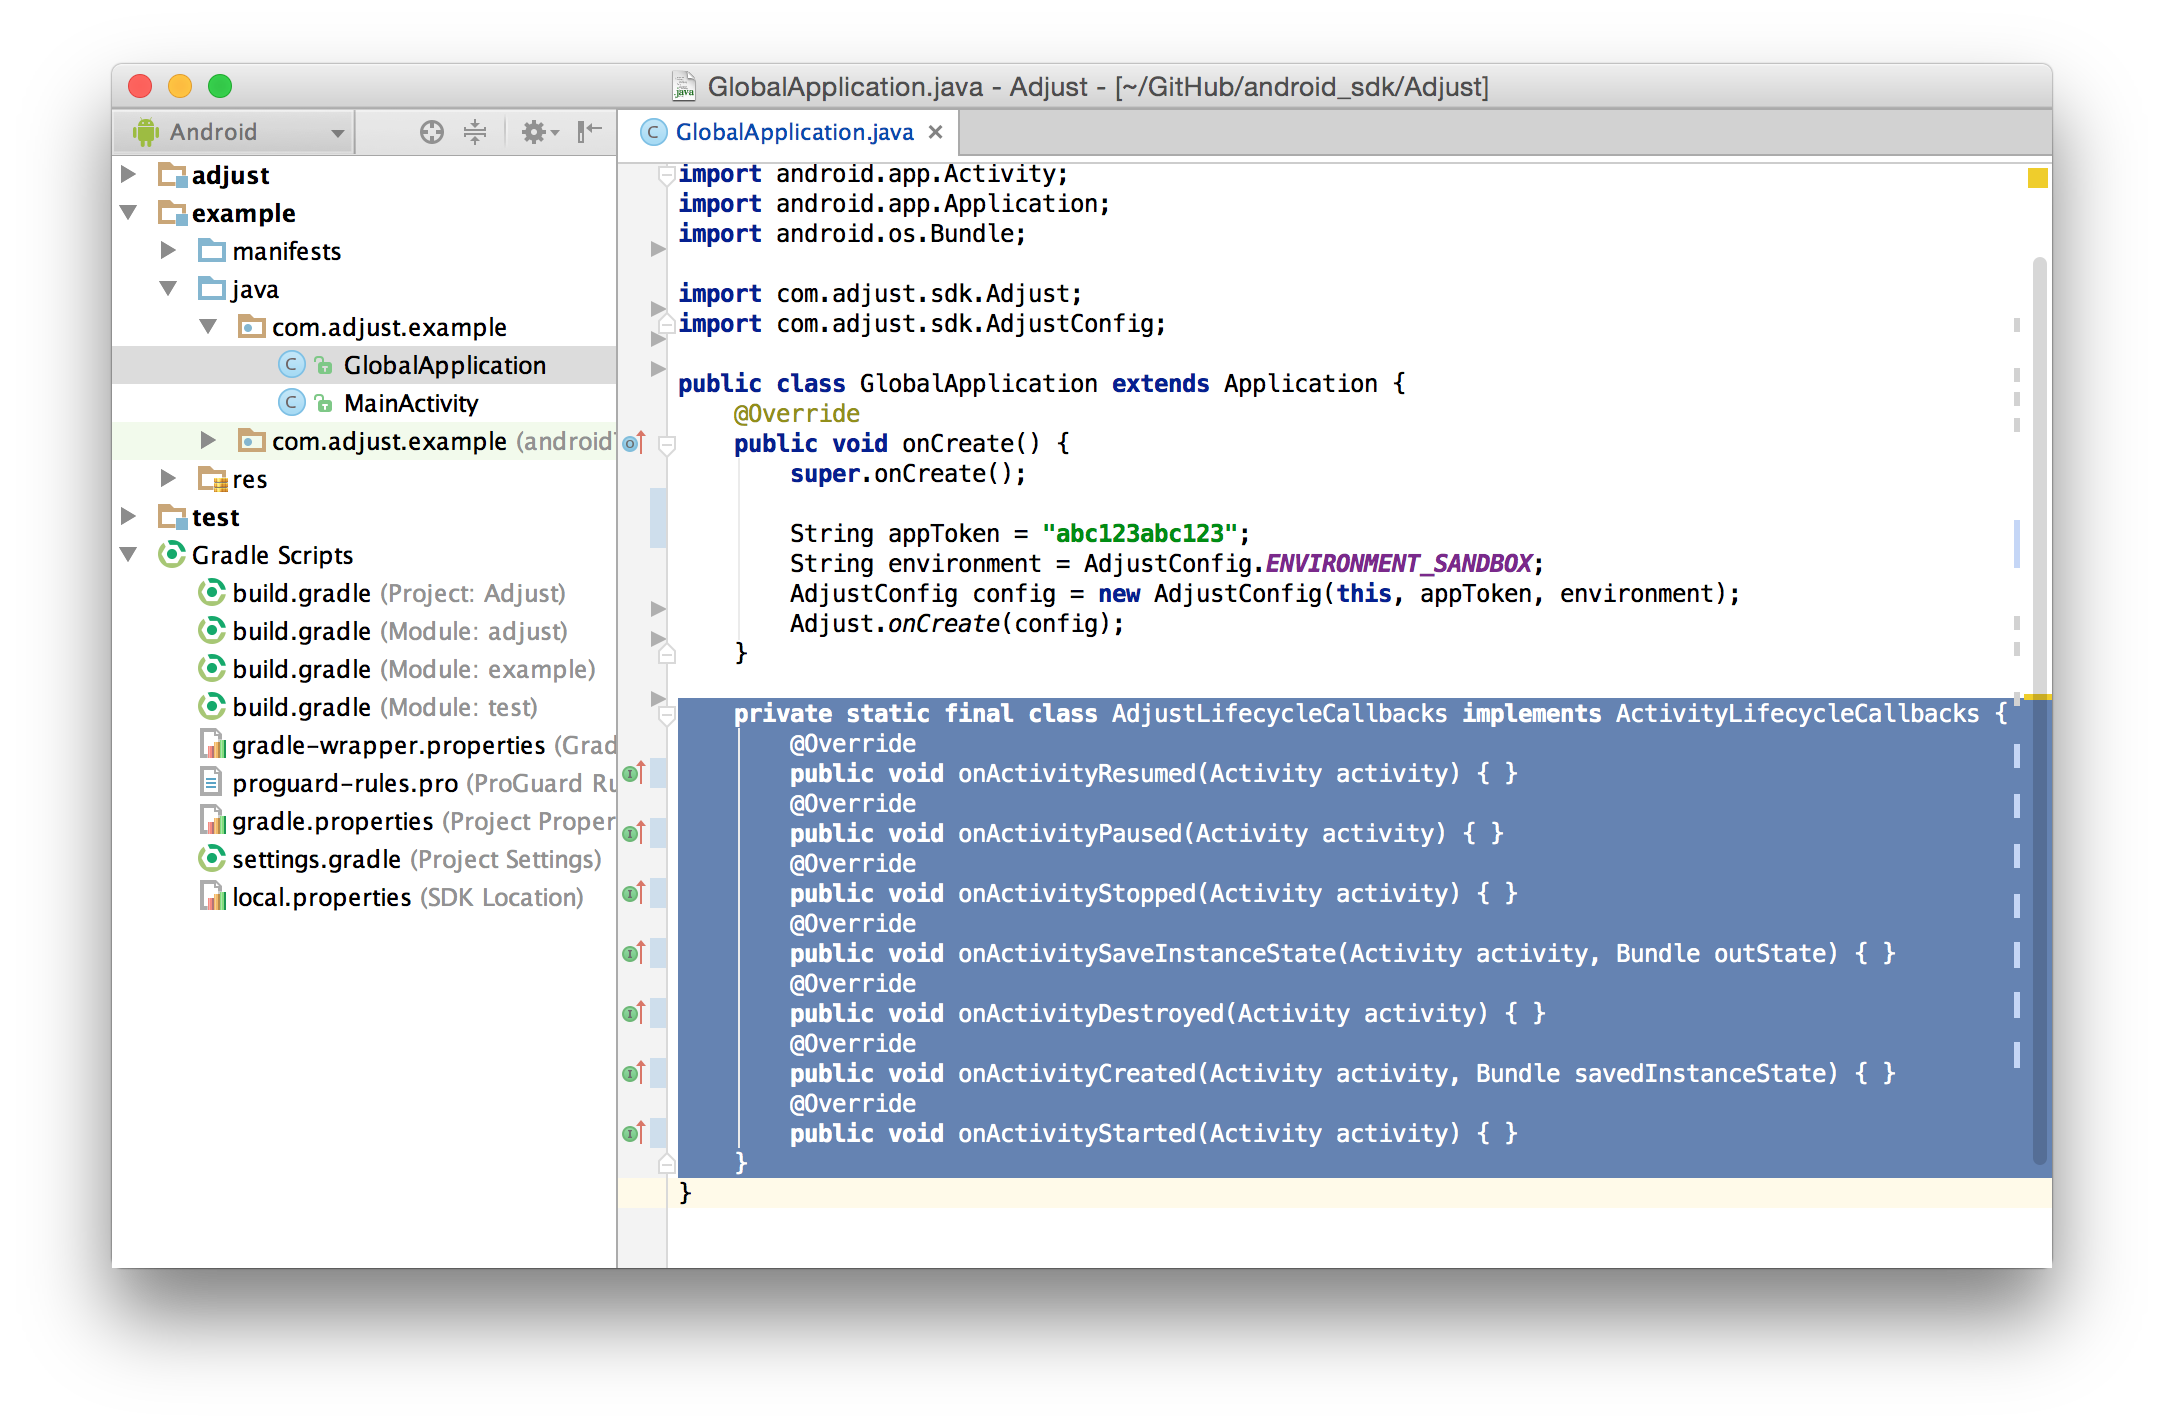 GlobalApplication.java - Adjust - [~/GitHub/android_sdk/Adjust]
Android
GlobalApplication.java
adjust
example
manifests
java
com.adjust.example
GlobalApplication
MainActivity
com.adjust.example (android
res
test
Gradle Scripts
build.gradle (Project: Adjust)
build.gradle (Module: adjust)
build.gradle (Module: example)
build.gradle (Module: test)
gradle-wrapper.properties (Grad
proguard-rules.pro (ProGuard Ru
gradle.properties (Project Proper
settings.gradle (Project Settings)
local.properties (SDK Location)
import android.app.Activity;
import android.app.Application;
import android.os.Bundle;
import com.adjust.sdk.Adjust;
import com.adjust.sdk.AdjustConfig;
public class GlobalApplication extends Application {
@Override
public void onCreate() {
super.onCreate();
String appToken = "abc123abc123";
String environment = AdjustConfig.ENVIRONMENT_SANDBOX;
AdjustConfig config = new AdjustConfig(this, appToken, environment);
Adjust.onCreate(config);
}
private static final class AdjustLifecycleCallbacks implements ActivityLifecycleCallbacks {
@Override
public void onActivityResumed(Activity activity) { }
@Override
public void onActivityPaused(Activity activity) { }
@Override
public void onActivityStopped(Activity activity) { }
@Override
public void onActivitySaveInstanceState(Activity activity, Bundle outState) { }
@Override
public void onActivityDestroyed(Activity activity) { }
@Override
public void onActivityCreated(Activity activity, Bundle savedInstanceState) { }
@Override
public void onActivityStarted(Activity activity) { }
}
}